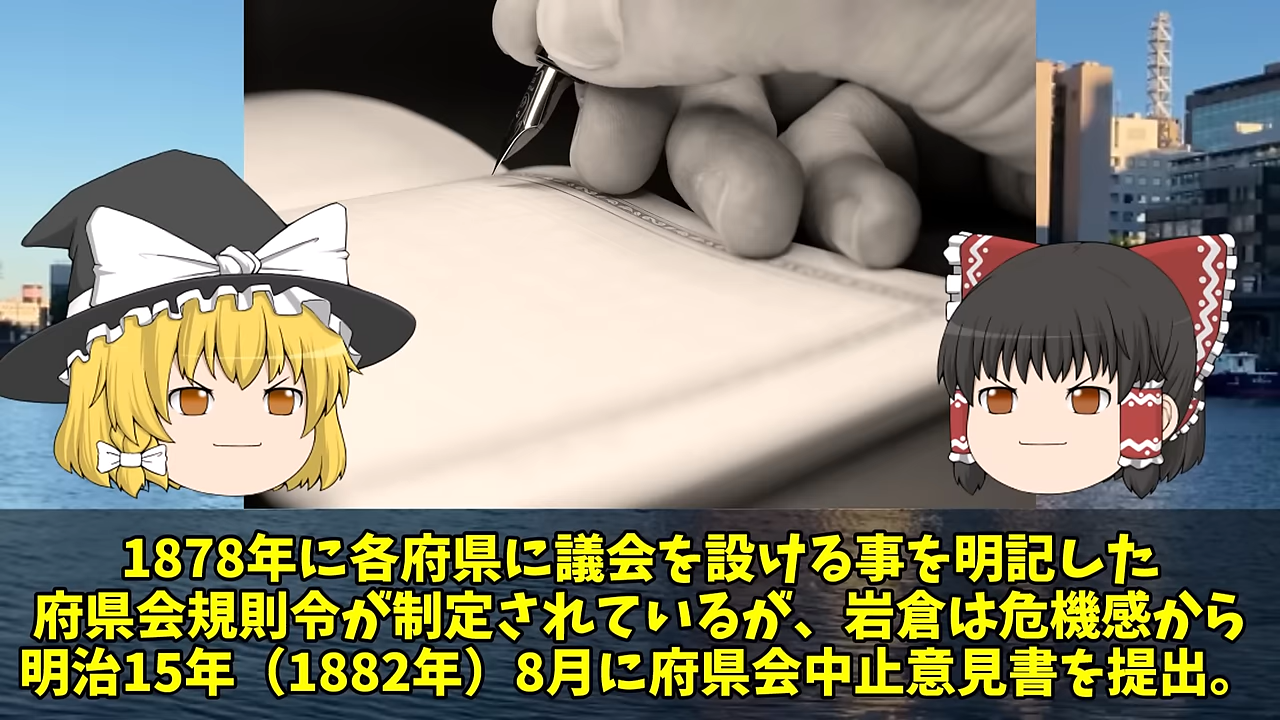 1878年に各府県に議会を設ける事を明記した
府県会規則令が制定されているが、岩倉は危機感から
明治15年（1882年）8月に府県会中止意見書を提出。